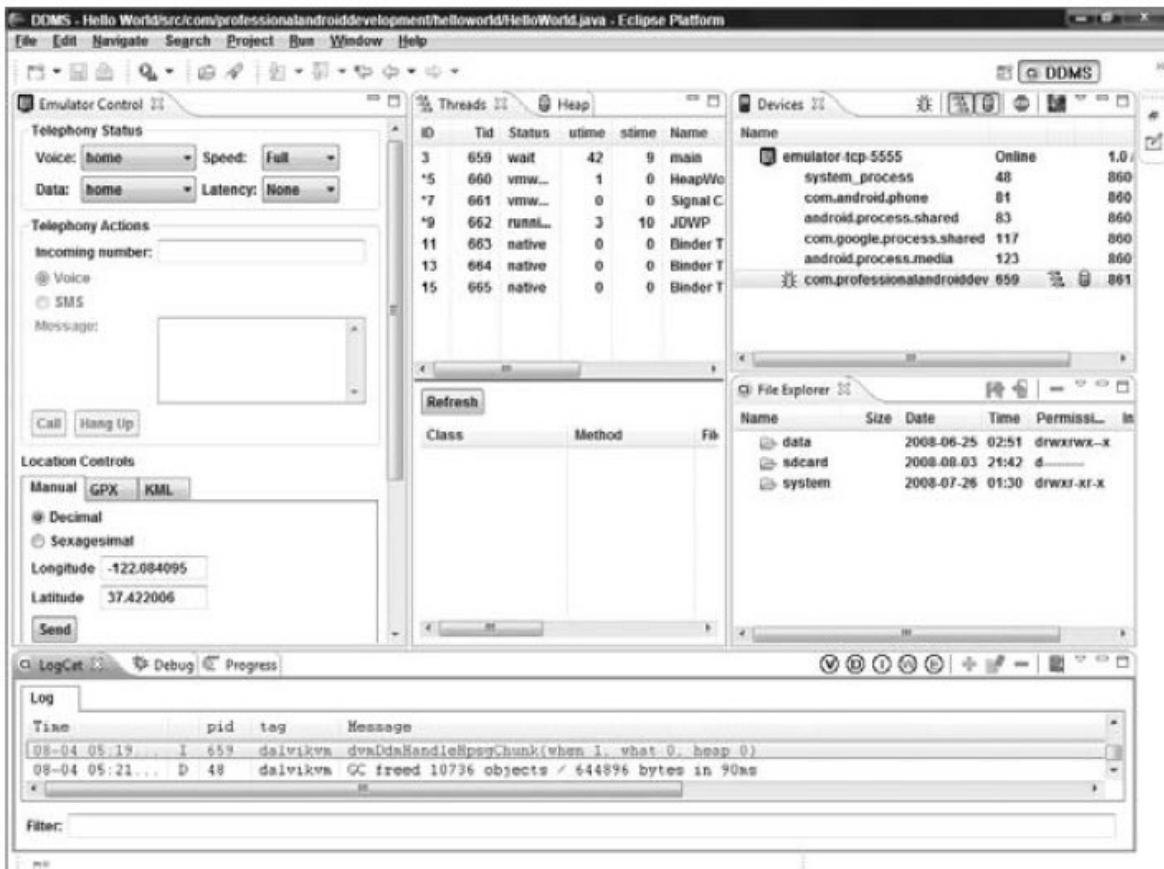 DDMS - Hello World/src/com/professionalandroiddevelopment/helloworld/HelloWorld.java - Eclipse Platform
File Edit Navigate Search Project Run Window Help
DDMS
Emulator Control
Telephony Status
Voice: home Speed: Full
Data: home Latency: None
Telephony Actions
Incoming number:
Voice
SMS
Message:
Call Hang Up
Location Controls
Manual GPX KML
Decimal
Sexagesimal
Longitude -122.084095
Latitude 37.422006
Send
Threads Heap
ID Tid Status utime stime Name
3 659 wait 42 9 main
*5 660 vmw... 1 0 HeapWo
*7 661 vmw... 0 0 Signal C
*9 662 runni... 3 10 JDWP
11 663 native 0 0 Binder T
13 664 native 0 0 Binder T
15 665 native 0 0 Binder T
Refresh
Class Method File
Devices
Name
emulator-tcp-5555 Online 1.0
system_process 48 860
com.android.phone 81 860
android.process.shared 83 860
com.google.process.shared 117 860
android.process.media 123 860
com.professionalandroiddev 659 861
File Explorer
Name Size Date Time Permissi... In
data 2008-06-25 02:51 drwxrwx--x
sdcard 2008-08-03 21:42 d---------
system 2008-07-26 01:30 drwxr-xr-x
LogCat Debug Progress
V D I W E
Log
Time pid tag Message
08-04 05:19... I 659 dalvikvm dvmDdmHandleHpsgChunk(when 1, what 0, heap 0)
08-04 05:21... D 48 dalvikvm GC freed 10736 objects / 644896 bytes in 90ms
Filter: